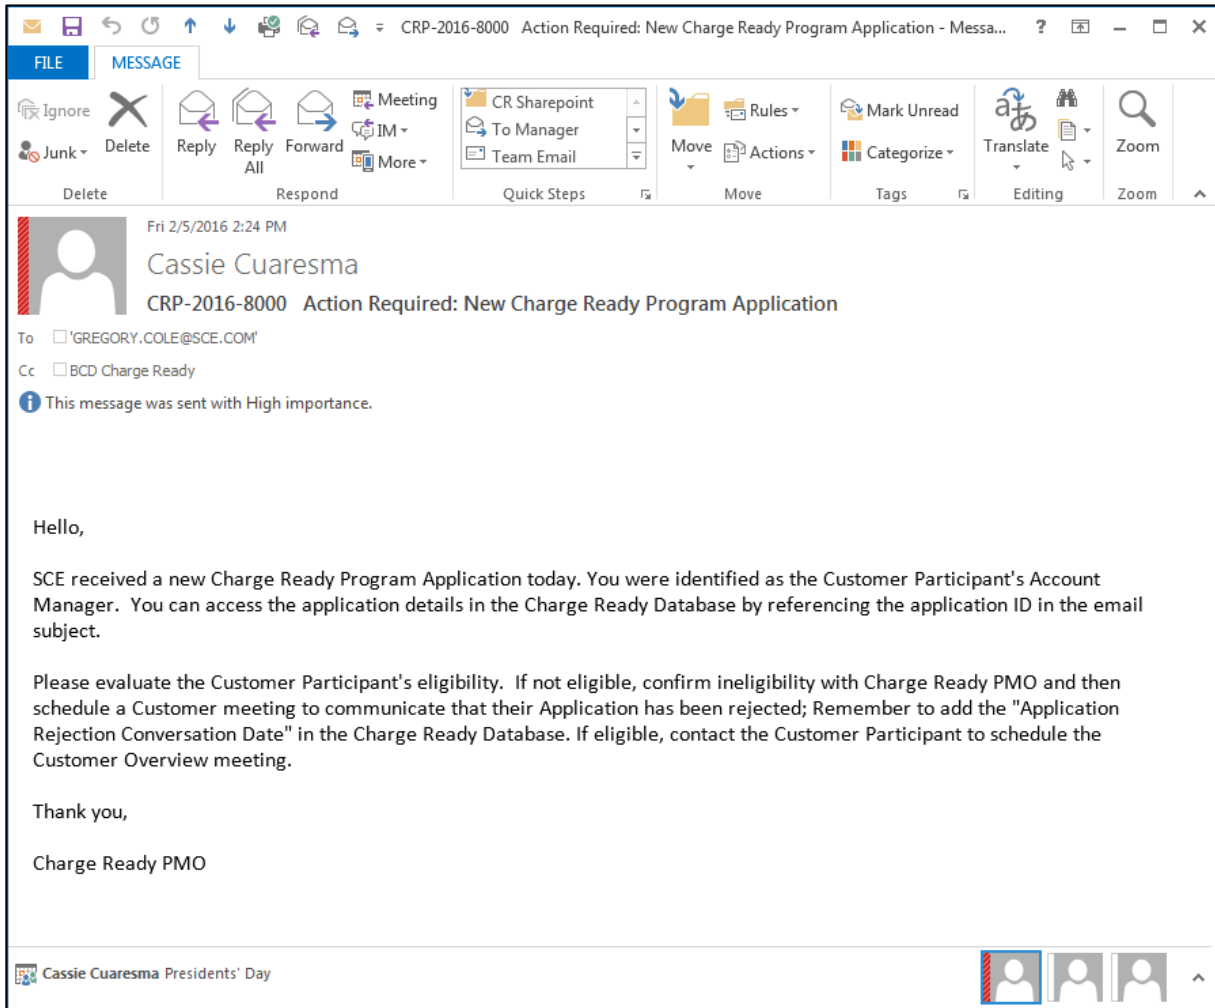 CRP-2016-8000 Action Required: New Charge Ready Program Application - Messa... ?
FILE MESSAGE
Ignore
Junk
Delete
Reply
Reply All
Forward
Meeting
IM
More
CR Sharepoint
To Manager
Team Email
Move
Rules
Actions
Mark Unread
Categorize
Translate
Zoom
Delete Respond Quick Steps Move Tags Editing Zoom
Fri 2/5/2016 2:24 PM
Cassie Cuaresma
CRP-2016-8000 Action Required: New Charge Ready Program Application
To 'GREGORY.COLE@SCE.COM'
Cc BCD Charge Ready
This message was sent with High importance.
Hello,
SCE received a new Charge Ready Program Application today. You were identified as the Customer Participant's Account
Manager. You can access the application details in the Charge Ready Database by referencing the application ID in the email
subject.
Please evaluate the Customer Participant's eligibility. If not eligible, confirm ineligibility with Charge Ready PMO and then
schedule a Customer meeting to communicate that their Application has been rejected; Remember to add the "Application
Rejection Conversation Date" in the Charge Ready Database. If eligible, contact the Customer Participant to schedule the
Customer Overview meeting.
Thank you,
Charge Ready PMO
Cassie Cuaresma Presidents' Day